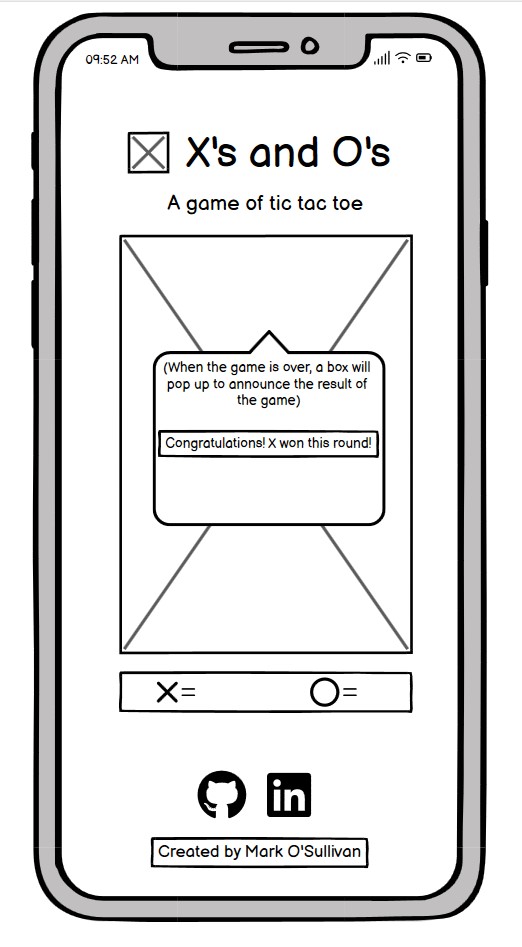 09:52 AM
X's and O's
A game of tic tac toe
(When the game is over, a box will
pop up to announce the result of
the game)
Congratulations! X won this round!
X= O=
in
Created by Mark O'Sullivan